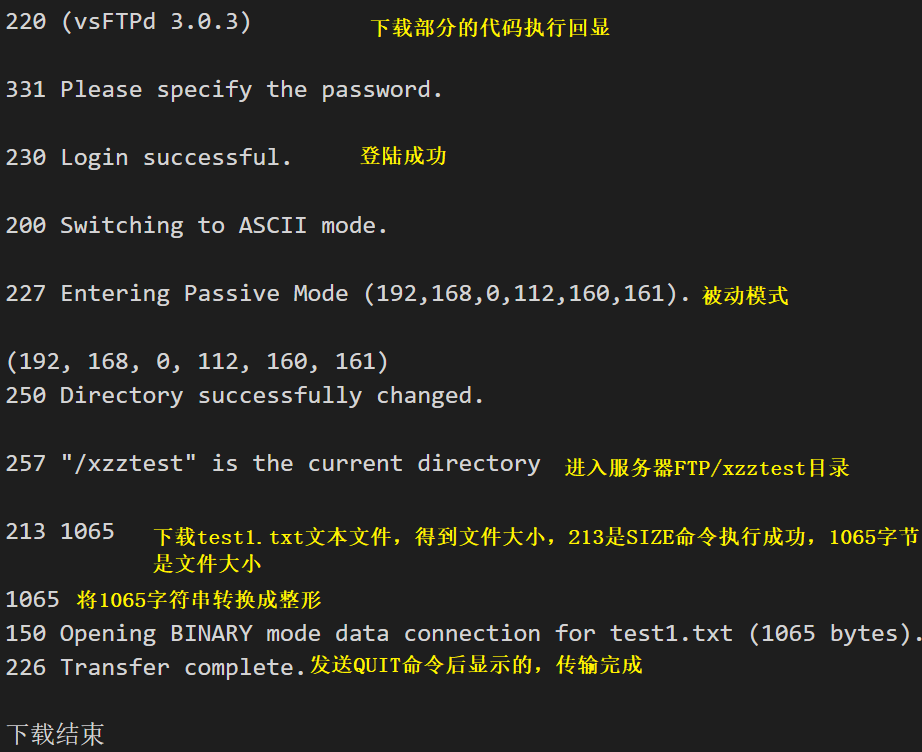 220 (vsFTPd 3.0.3) 下载部分的代码执行回显
331 Please specify the password.
230 Login successful. 登陆成功
200 Switching to ASCII mode.
227 Entering Passive Mode (192,168,0,112,160,161). 被动模式
(192, 168, 0, 112, 160, 161)
250 Directory successfully changed.
257 "/xzztest" is the current directory 进入服务器FTP/xzztest目录
213 1065 下载test1.txt文本文件，得到文件大小，213是SIZE命令执行成功，1065字节
是文件大小
1065 将1065字符串转换成整形
150 Opening BINARY mode data connection for test1.txt (1065 bytes).
226 Transfer complete. 发送QUIT命令后显示的，传输完成
下载结束